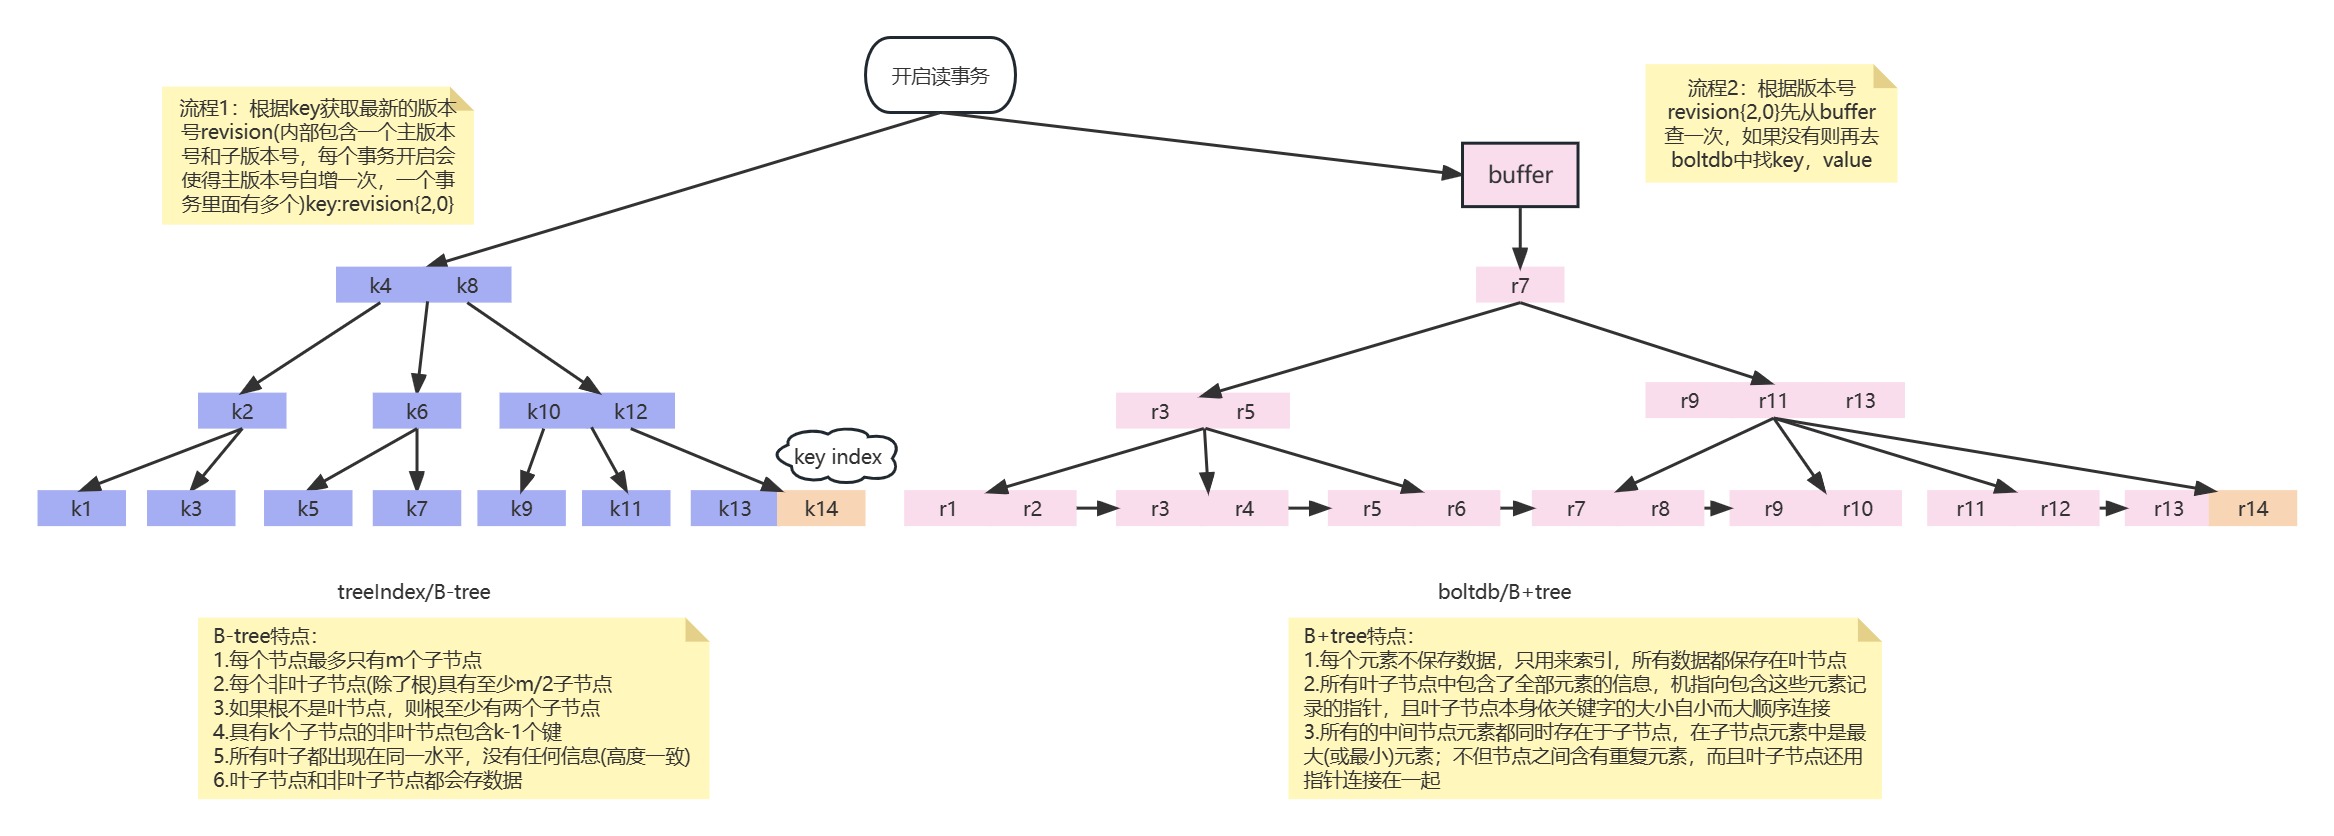 开启读事务
流程1：根据key获取最新的版本
号revision(内部包含一个主版本
号和子版本号，每个事务开启会
使得主版本号自增一次，一个事
务里面有多个)key:revision{2,0}
流程2：根据版本号
revision{2,0}先从buffer
查一次，如果没有则再去
boltdb中找key，value
buffer
k4 k8
r7
k2 k6 k10 k12
r3 r5
r9 r11 r13
key index
k1 k3 k5 k7 k9 k11 k13 k14
r1 r2 r3 r4 r5 r6 r7 r8 r9 r10 r11 r12 r13 r14
treeIndex/B-tree
boltdb/B+tree
B-tree特点：
1.每个节点最多只有m个子节点
2.每个非叶子节点(除了根)具有至少m/2子节点
3.如果根不是叶节点，则根至少有两个子节点
4.具有k个子节点的非叶节点包含k-1个键
5.所有叶子都出现在同一水平，没有任何信息(高度一致)
6.叶子节点和非叶子节点都会存数据
B+tree特点：
1.每个元素不保存数据，只用来索引，所有数据都保存在叶节点
2.所有叶子节点中包含了全部元素的信息，机指向包含这些元素记
录的指针，且叶子节点本身依关键字的大小自小而大顺序连接
3.所有的中间节点元素都同时存在于子节点，在子节点元素中是最
大(或最小)元素；不但节点之间含有重复元素，而且叶子节点还用
指针连接在一起